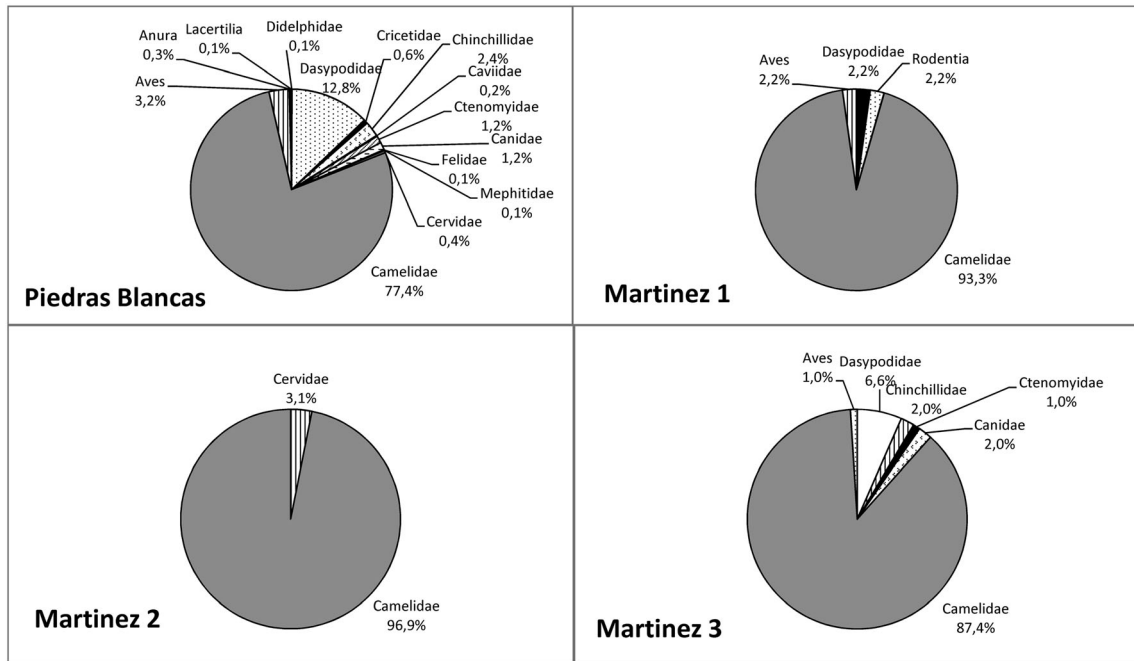 Anura
0,3%
Lacertilia
0,1%
Didelphidae
0,1%
Cricetidae
0,6%
Chinchillidae
2,4%
Aves
3,2%
Dasypodidae
12,8%
Caviidae
0,2%
Ctenomyidae
1,2%
Canidae
1,2%
Felidae
0,1%
Mephitidae
0,1%
Cervidae
0,4%
Camelidae
77,4%
Piedras Blancas
Aves
2,2%
Dasypodidae
2,2%
Rodentia
2,2%
Camelidae
93,3%
Martinez 1
Cervidae
3,1%
Camelidae
96,9%
Martinez 2
Aves
1,0%
Dasypodidae
6,6%
Chinchillidae
2,0%
Ctenomyidae
1,0%
Canidae
2,0%
Camelidae
87,4%
Martinez 3